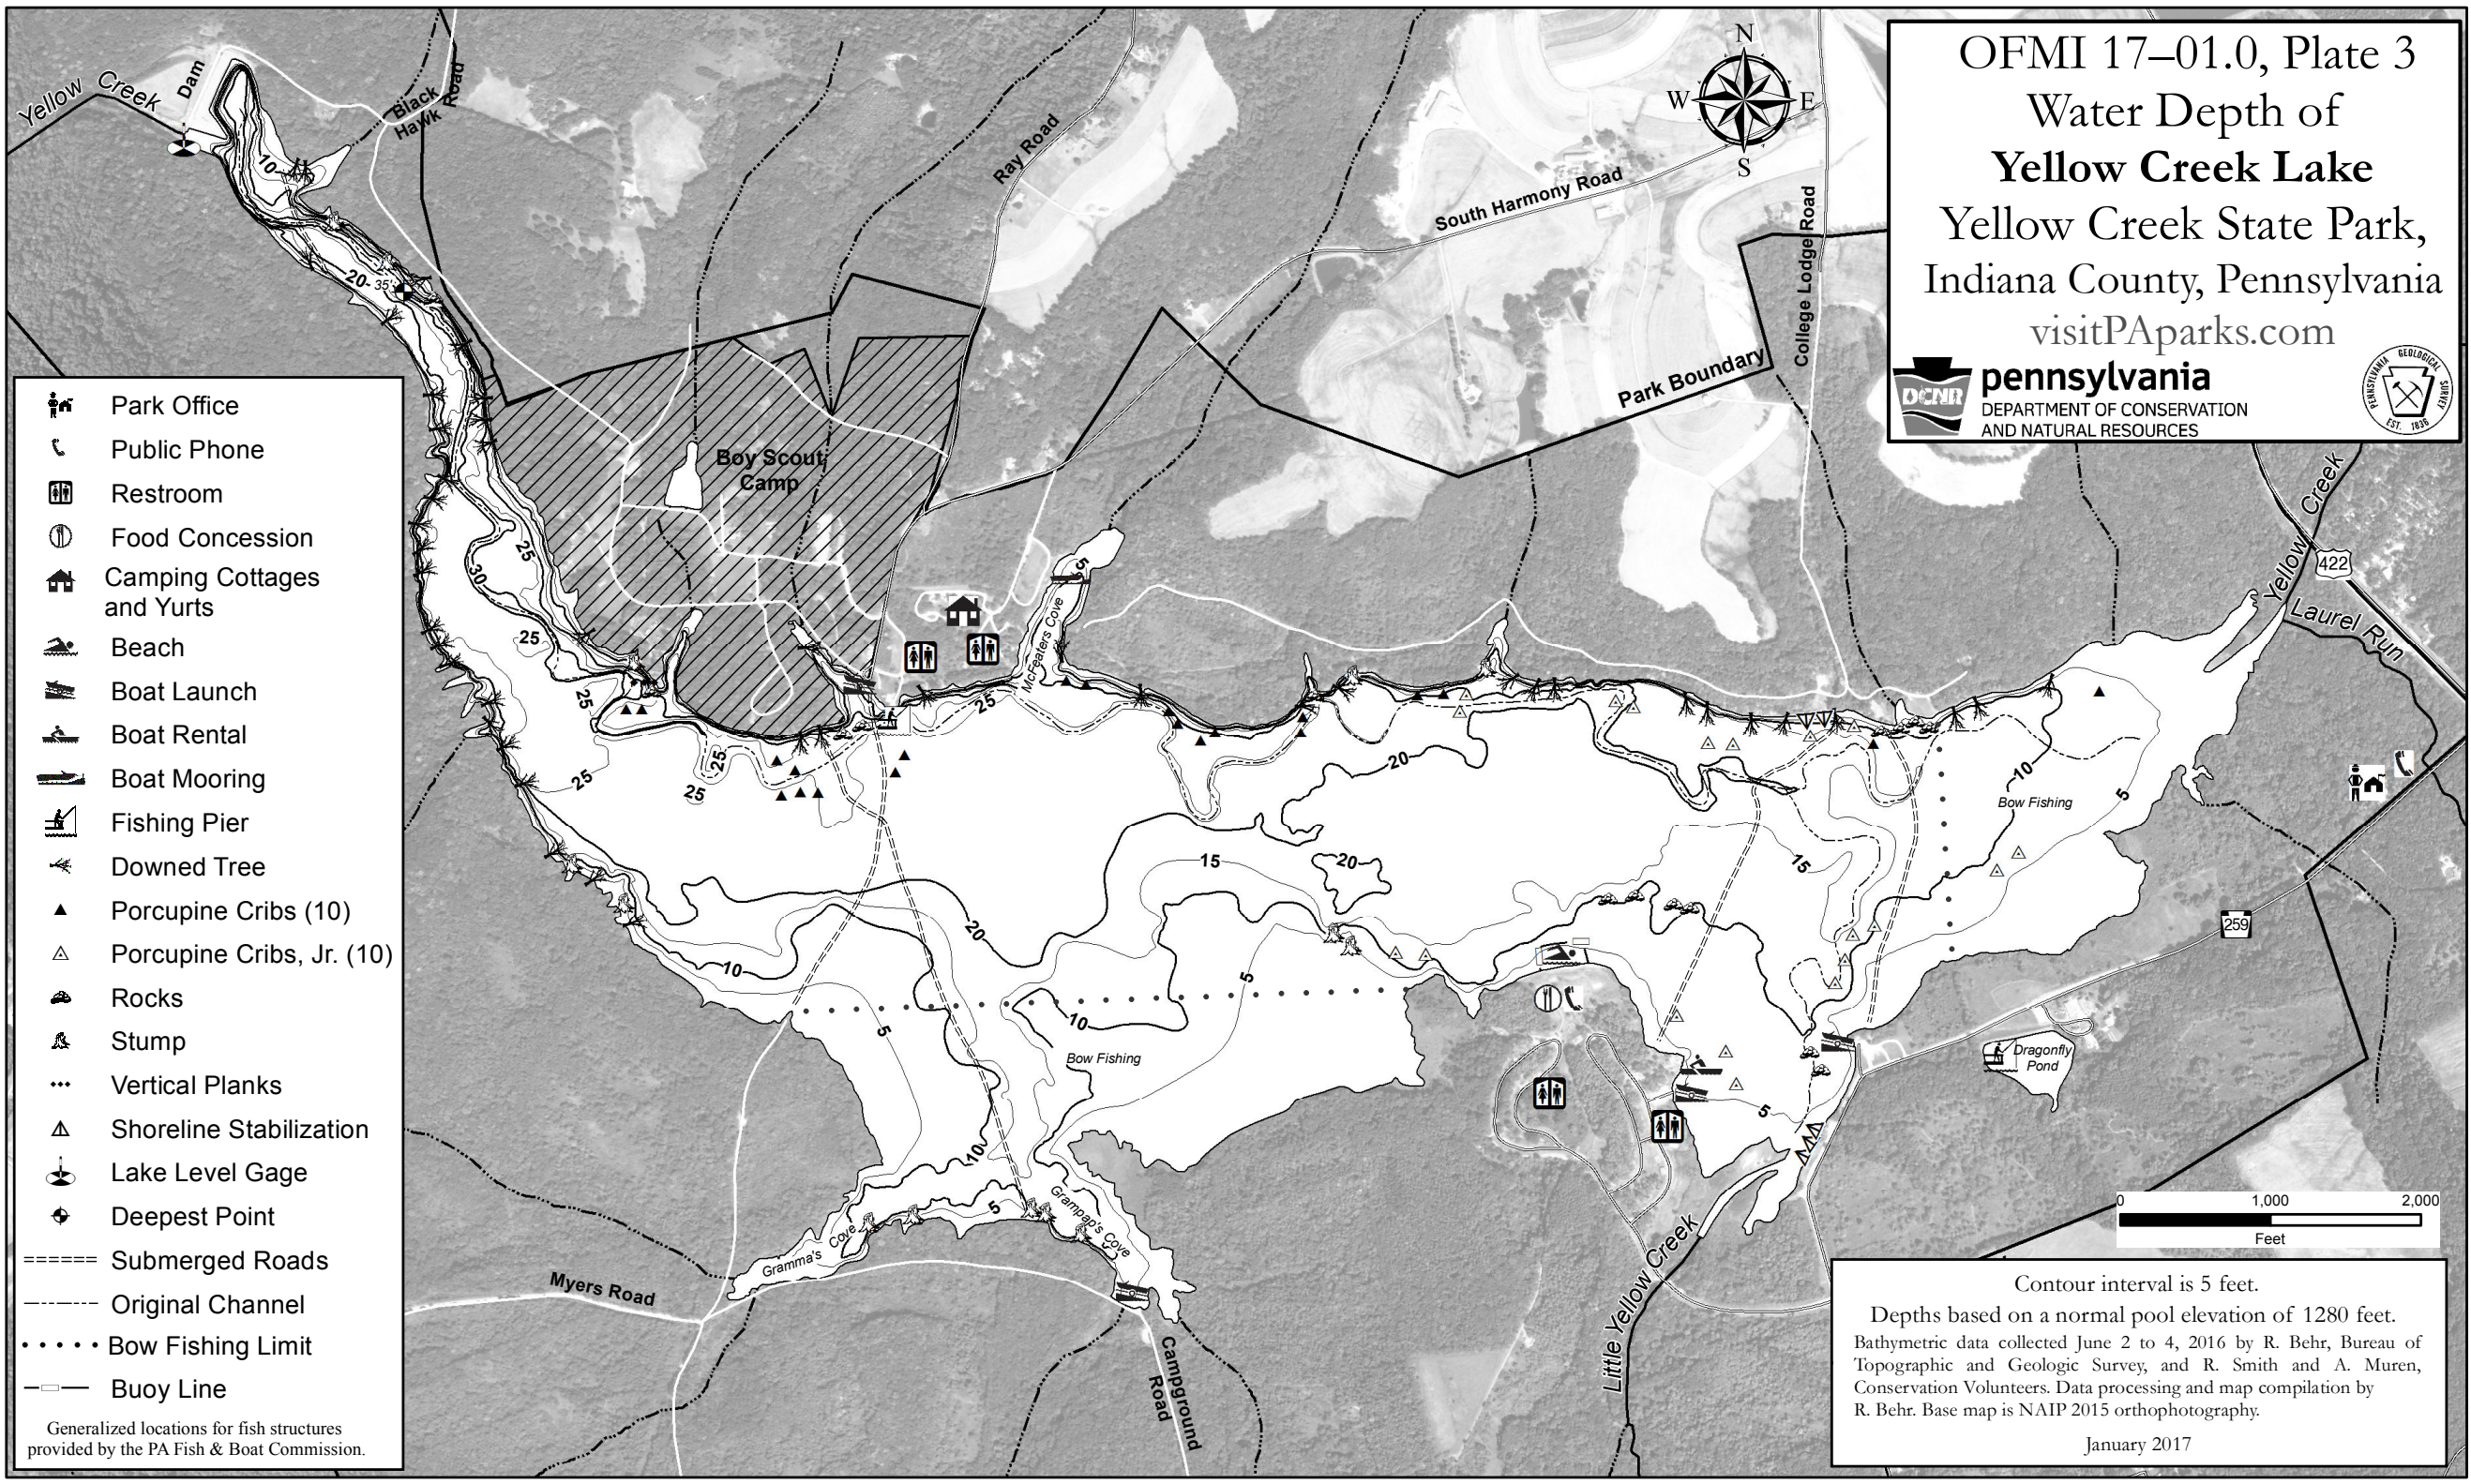 OFMI 17–01.0, Plate 3
Water Depth of
Yellow Creek Lake
Yellow Creek State Park,
Indiana County, Pennsylvania
visitPAparks.com
DCNR
pennsylvania
DEPARTMENT OF CONSERVATION
AND NATURAL RESOURCES
PENNSYLVANIA GEOLOGICAL SURVEY
EST. 1836
N
W
E
S
Yellow Creek
Dam
Black
Hawk
Road
Ray Road
South Harmony Road
College Lodge Road
Park Boundary
Boy Scout
Camp
McFeaters Cove
Yellow Creek
422
Laurel Run
259
10
20
35'
25
30
25
25
25
25
25
25
5
20
20
15
20
10
5
10
5
10
5
5
15
10
5
5
Bow Fishing
Bow Fishing
Dragonfly
Pond
Gramma's Cove
Grampap's Cove
Myers Road
Campground
Road
Little Yellow Creek
Park Office
Public Phone
Restroom
Food Concession
Camping Cottages
and Yurts
Beach
Boat Launch
Boat Rental
Boat Mooring
Fishing Pier
Downed Tree
Porcupine Cribs (10)
Porcupine Cribs, Jr. (10)
Rocks
Stump
Vertical Planks
Shoreline Stabilization
Lake Level Gage
Deepest Point
Submerged Roads
Original Channel
Bow Fishing Limit
Buoy Line
Generalized locations for fish structures
provided by the PA Fish & Boat Commission.
0 1,000 2,000
Feet
Contour interval is 5 feet.
Depths based on a normal pool elevation of 1280 feet.
Bathymetric data collected June 2 to 4, 2016 by R. Behr, Bureau of
Topographic and Geologic Survey, and R. Smith and A. Muren,
Conservation Volunteers. Data processing and map compilation by
R. Behr. Base map is NAIP 2015 orthophotography.
January 2017